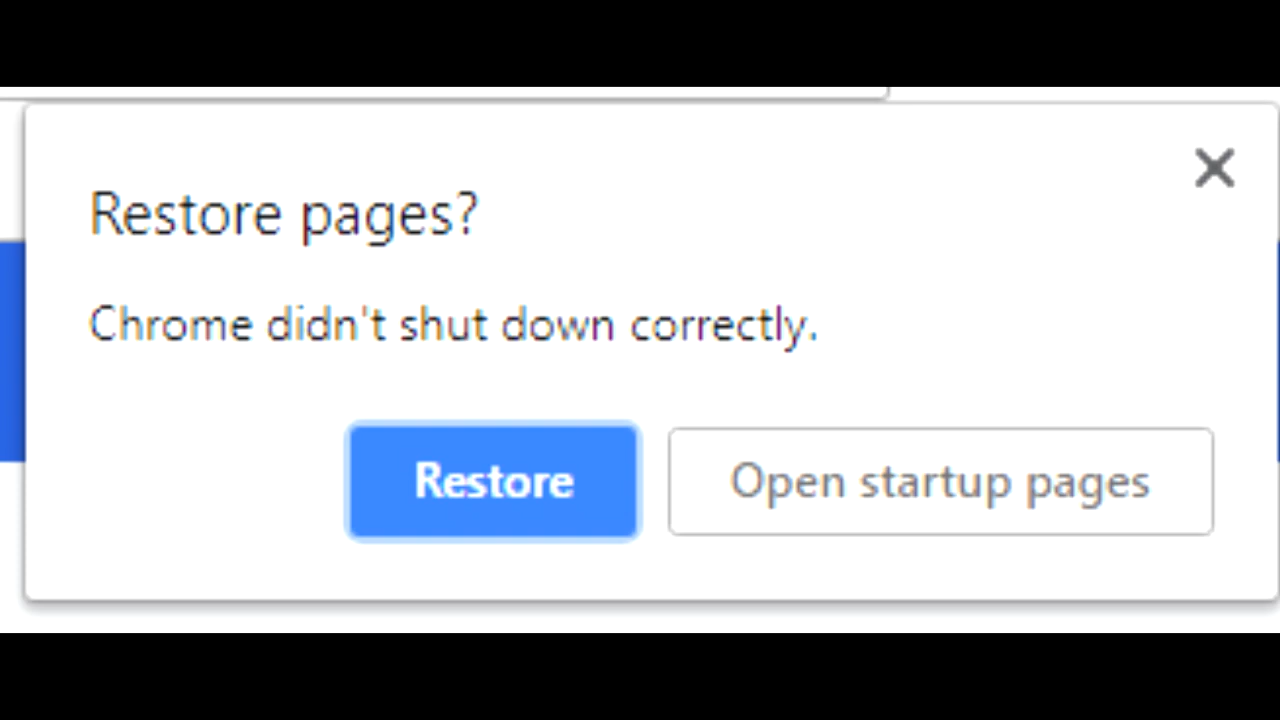 Restore pages?
Chrome didn't shut down correctly.
Restore
Open startup pages